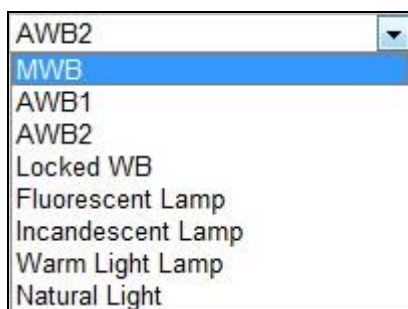 AWB2
MWB
AWB1
AWB2
Locked WB
Fluorescent Lamp
Incandescent Lamp
Warm Light Lamp
Natural Light